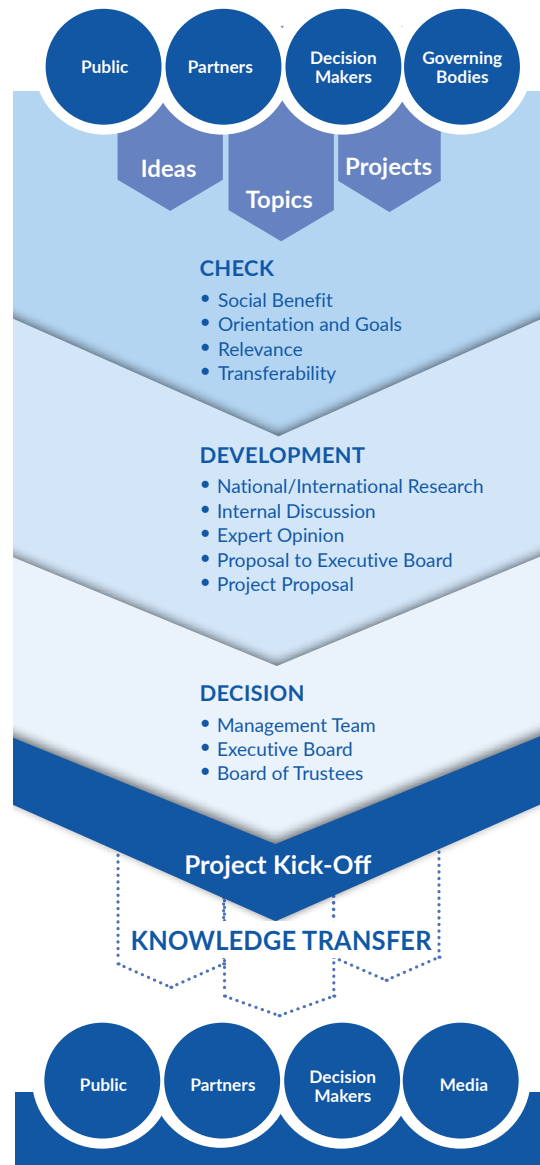 Public
Partners
Decision
Makers
Governing
Bodies
Ideas
Topics
Projects
CHECK
• Social Benefit
• Orientation and Goals
• Relevance
• Transferability
DEVELOPMENT
• National/International Research
• Internal Discussion
• Expert Opinion
• Proposal to Executive Board
• Project Proposal
DECISION
• Management Team
• Executive Board
• Board of Trustees
Project Kick-Off
KNOWLEDGE TRANSFER
Public
Partners
Decision
Makers
Media